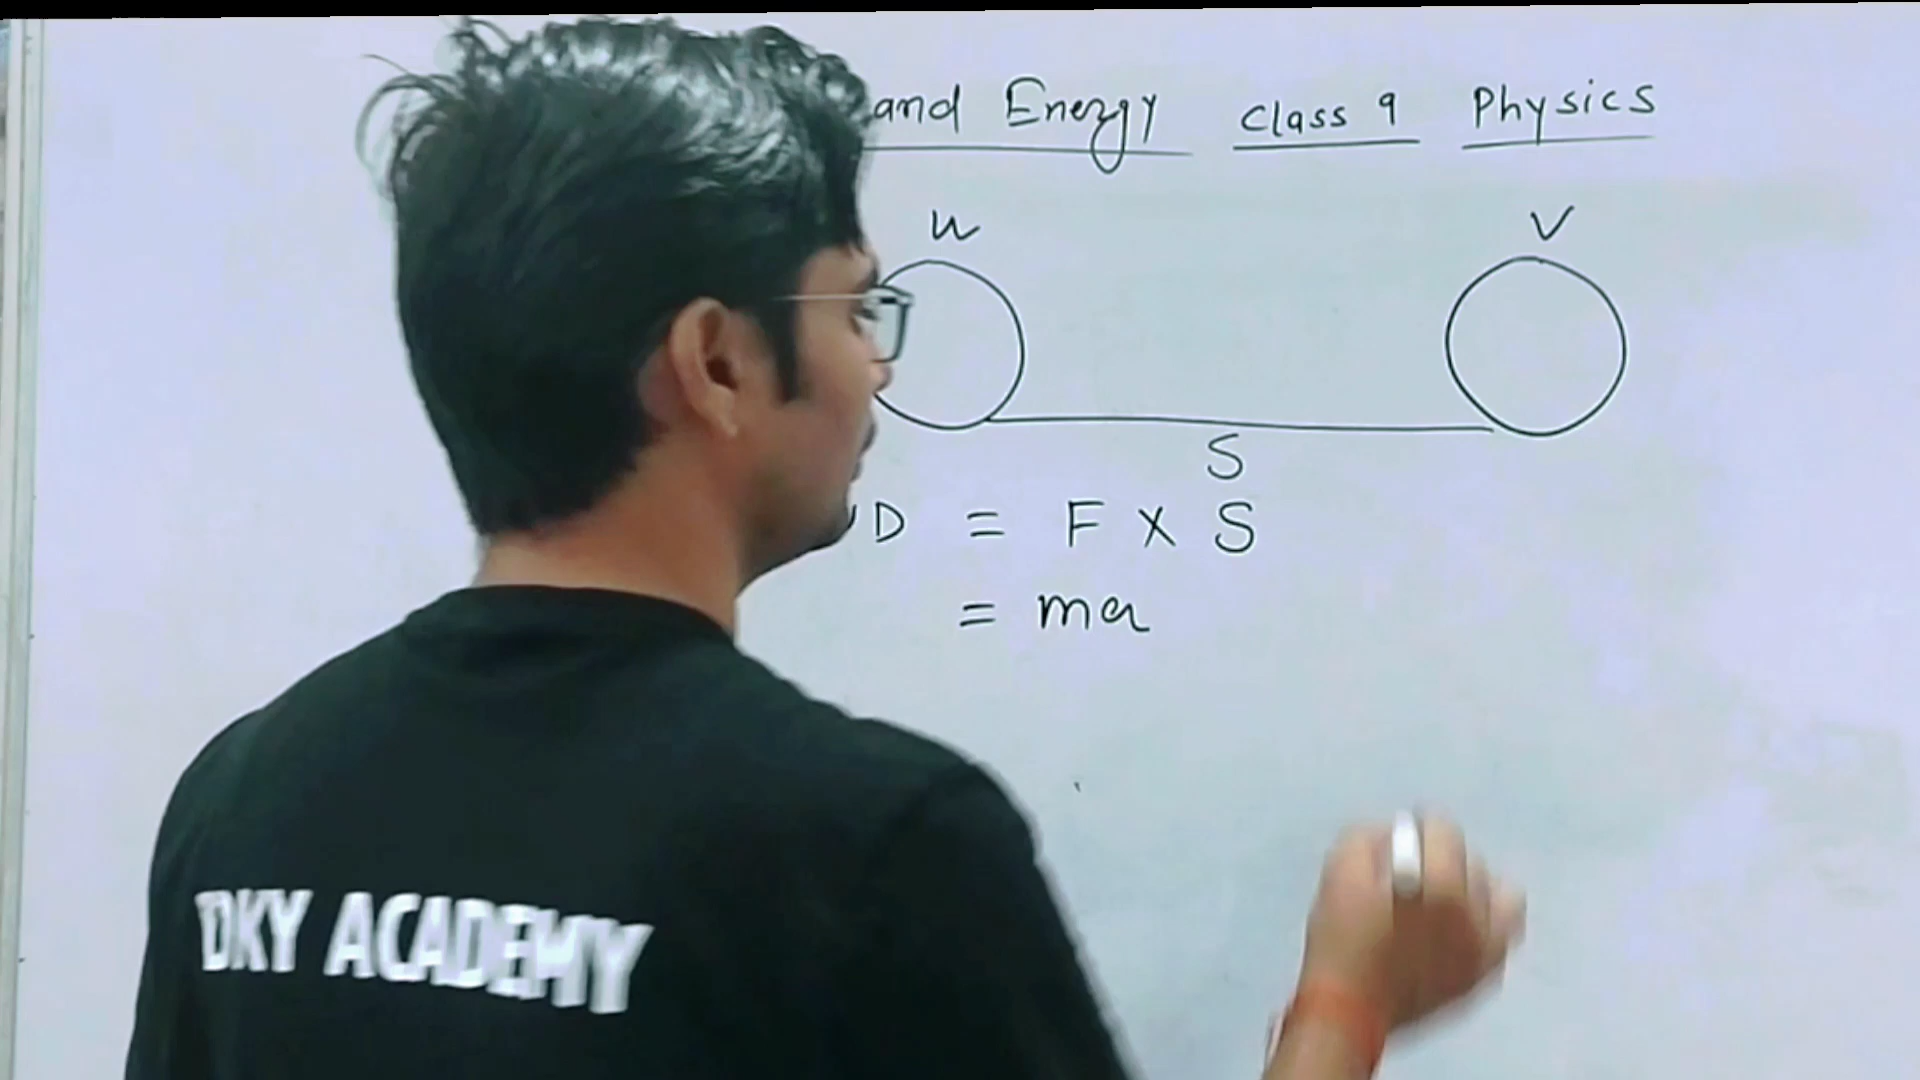 and Energy Class 9 Physics
u v
S
D = F X S
= ma
DKY ACADEMY